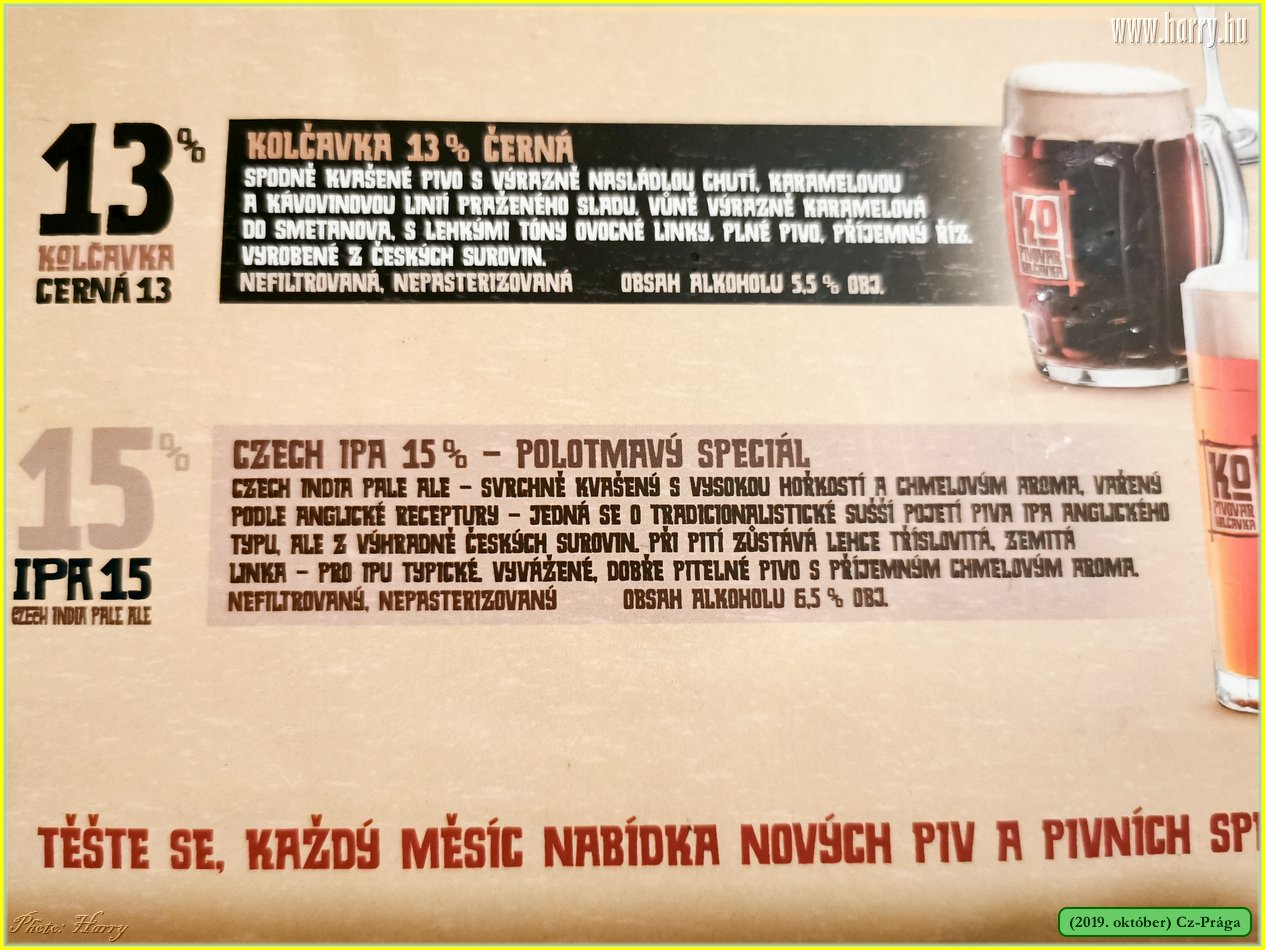 www.harry.hu
13%
KOLČAVKA
ČERNÁ 13
KOLČAVKA 13% ČERNÁ
SPODNĚ KVAŠENÉ PIVO S VÝRAZNĚ NASLÁDLOU CHUTÍ, KARAMELOVOU
A KÁVOVINOVOU LINIÍ PRAŽENÉHO SLADU, VŮNĚ VÝRAZNĚ KARAMELOVÁ
DO SMETANOVA, S LEHKÝMI TÓNY OVOCNÉ LINKY. PLNÉ PIVO, PŘÍJEMNÝ ŘÍZ.
VYROBENÉ Z ČESKÝCH SUROVIN.
NEFILTROVANÁ, NEPASTERIZOVANÁ OBSAH ALKOHOLU 5,5 % OBJ.
KO
PIVOVAR
KOLČAVKA
15%
IPA 15
CZECH INDIA PALE ALE
CZECH IPA 15% – POLOTMAVÝ SPECIÁL
CZECH INDIA PALE ALE – SVRCHNĚ KVAŠENÝ S VYSOKOU HOŘKOSTÍ A CHMELOVÝM AROMA, VAŘENÝ
PODLE ANGLICKÉ RECEPTURY – JEDNÁ SE O TRADICIONALISTICKÉ SUŠŠÍ POJETÍ PIVA IPA ANGLICKÉHO
TYPU, ALE Z VÝHRADNĚ ČESKÝCH SUROVIN. PŘI PITÍ ZŮSTÁVÁ LEHCE TŘÍSLOVITÁ, ZEMITÁ
LINKA – PRO IPU TYPICKÉ. VYVÁŽENÉ, DOBŘE PITELNÉ PIVO S PŘÍJEMNÝM CHMELOVÝM AROMA.
NEFILTROVANÝ, NEPASTERIZOVANÝ OBSAH ALKOHOLU 6,5 % OBJ.
KO
PIVOVAR
KOLČAVKA
TĚŠTE SE, KAŽDÝ MĚSÍC NABÍDKA NOVÝCH PIV A PIVNÍCH
Photo: Harry
(2019. október) Cz-Prága